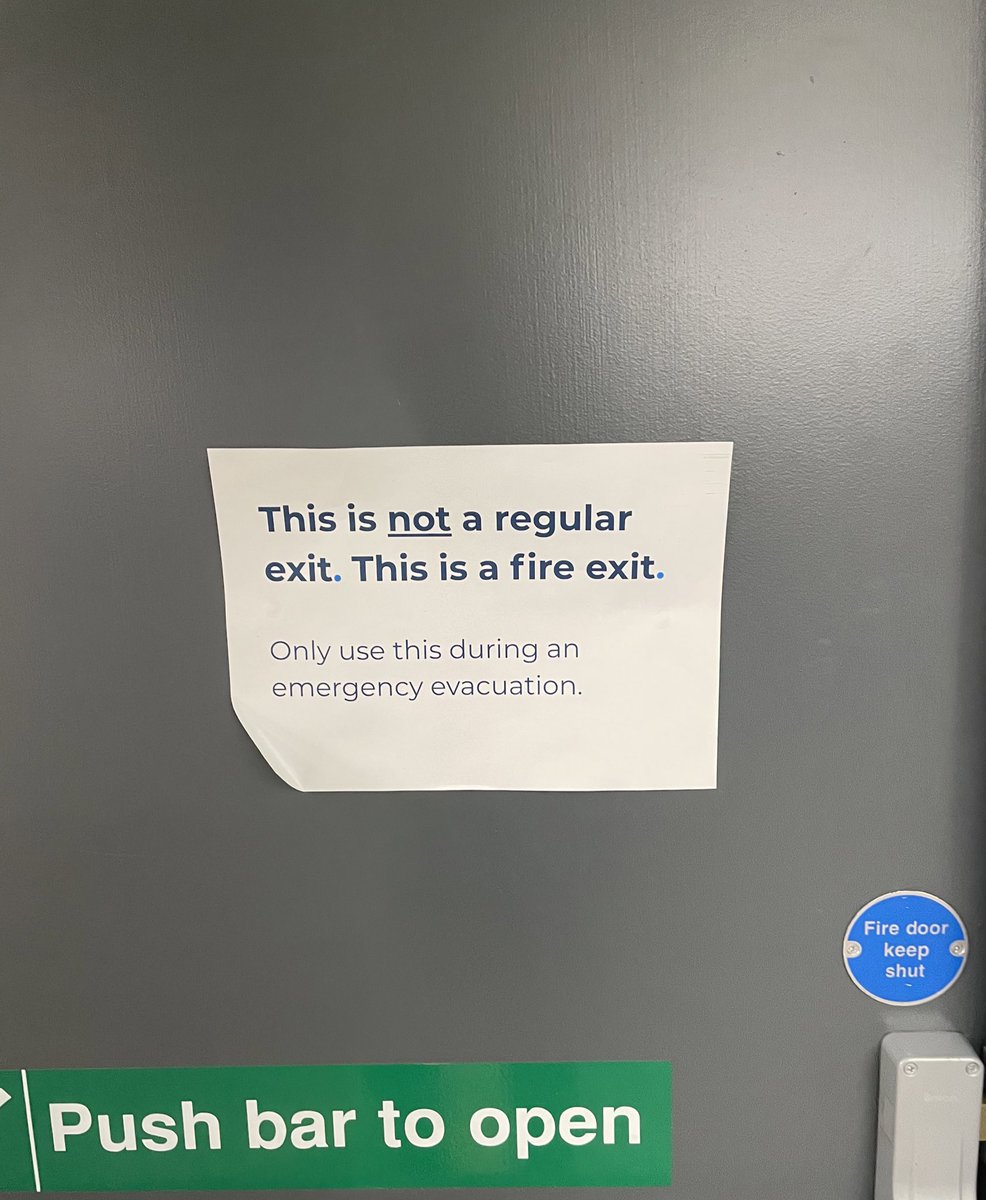 This is not a regular
exit. This is a fire exit.
Only use this during an
emergency evacuation.
Fire door
keep
shut
Push bar to open